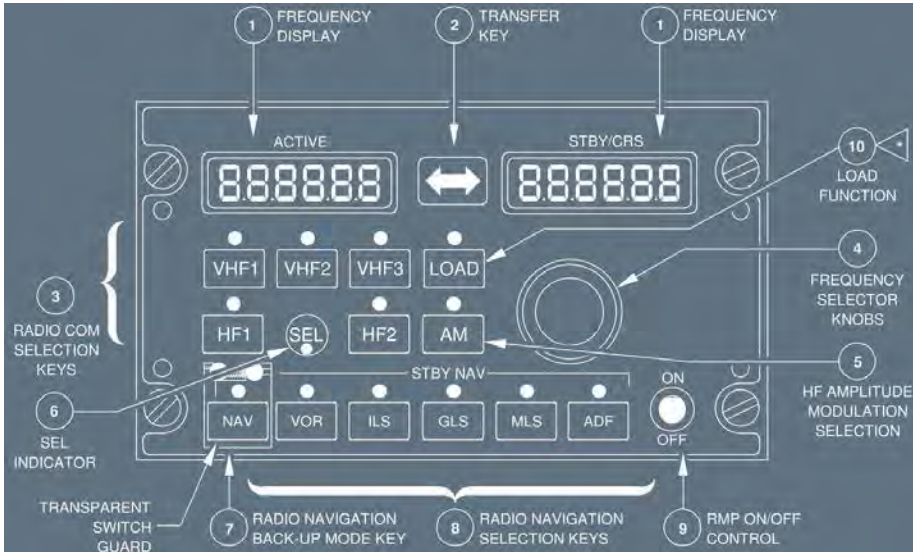 1 FREQUENCY
DISPLAY
2 TRANSFER
KEY
1 FREQUENCY
DISPLAY
ACTIVE
STBY/CRS
8.8.8.8.8.8
8.8.8.8.8.8
10 *
LOAD
FUNCTION
VHF1 VHF2 VHF3 LOAD
3
RADIO COM
SELECTION
KEYS
4
FREQUENCY
SELECTOR
KNOBS
HF1 SEL HF2 AM
5
HF AMPLITUDE
MODULATION
SELECTION
STBY NAV
6
SEL
INDICATOR
NAV VOR ILS GLS MLS ADF
ON
OFF
TRANSPARENT
SWITCH
GUARD
7 RADIO NAVIGATION
BACK-UP MODE KEY
8 RADIO NAVIGATION
SELECTION KEYS
9 RMP ON/OFF
CONTROL